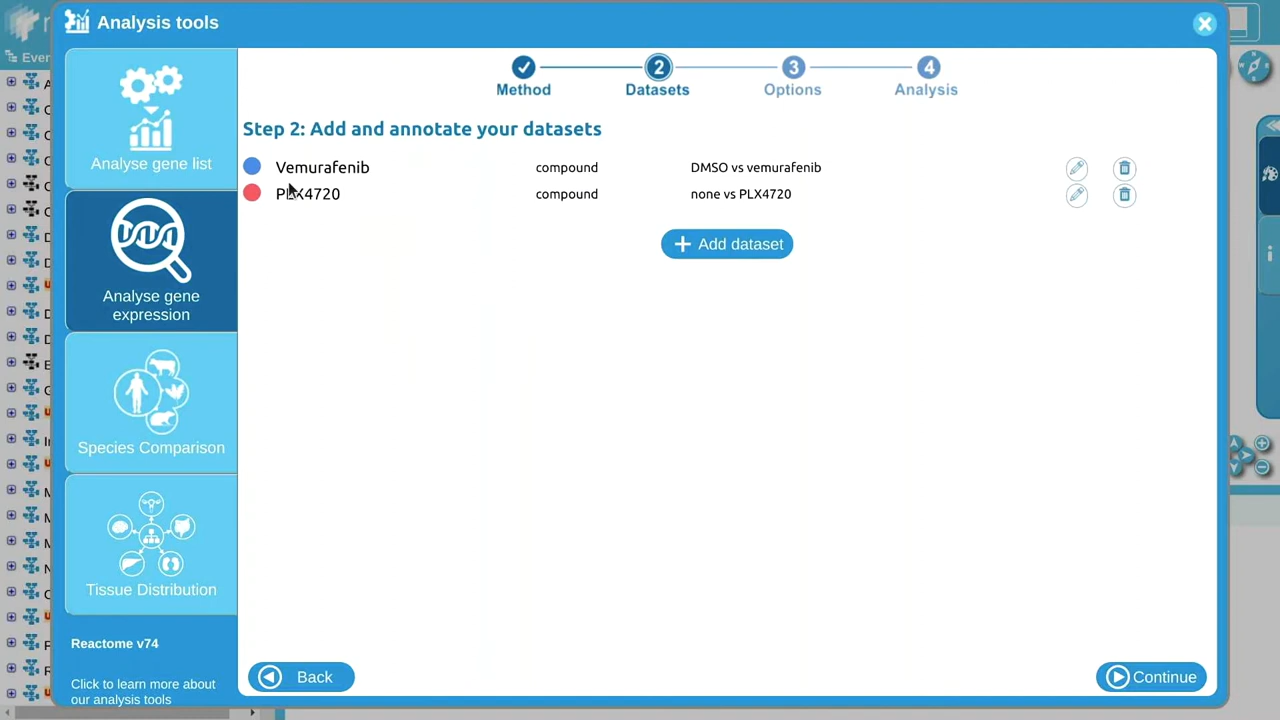 Analysis tools
Even
Analyse gene list
Analyse gene
expression
Species Comparison
Tissue Distribution
Reactome v74
Click to learn more about
our analysis tools
Method
2
Datasets
3
Options
4
Analysis
Step 2: Add and annotate your datasets
Vemurafenib compound DMSO vs vemurafenib
PLX4720 compound none vs PLX4720
+ Add dataset
Back
Continue